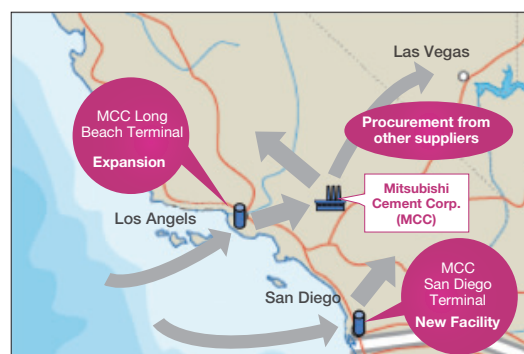 Las Vegas
MCC Long
Beach Terminal
Expansion
Procurement from
other suppliers
Mitsubishi
Cement Corp.
(MCC)
Los Angels
San Diego
MCC
San Diego
Terminal
New Facility